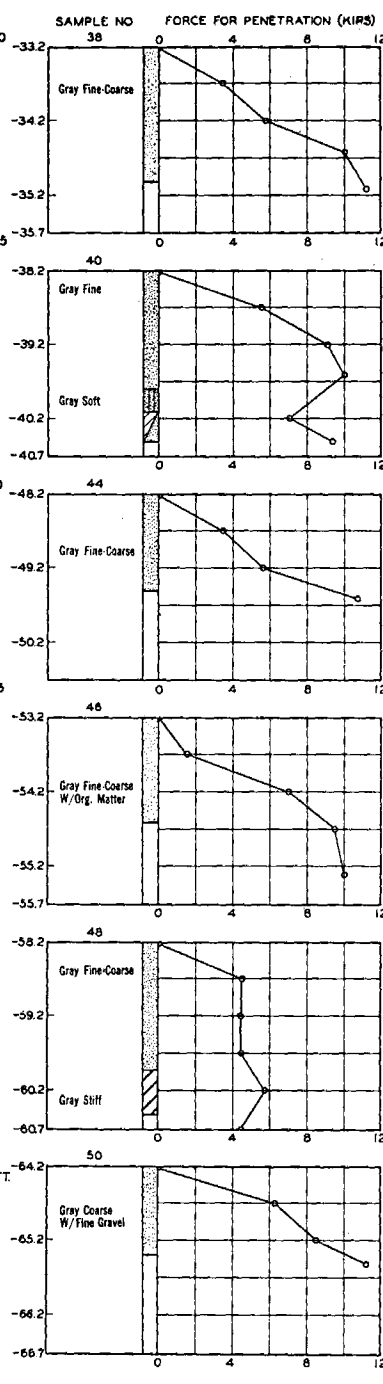 SAMPLE NO FORCE FOR PENETRATION (KIPS)
38 0 4 8 12
-33.2
Gray Fine-Coarse
-34.2
-35.2
-35.7
0 4 8 12
40
-38.2
Gray Fine
-39.2
Gray Soft
-40.2
-40.7
0 4 8 12
44
-48.2
Gray Fine-Coarse
-49.2
-50.2
0 4 8 12
46
-53.2
Gray Fine-Coarse
W/Org. Matter
-54.2
-55.2
-55.7
0 4 8 12
48
-58.2
Gray Fine-Coarse
-59.2
Gray Stiff
-60.2
-60.7
0 4 8 12
50
-64.2
Gray Coarse
W/Fine Gravel
-65.2
-66.2
-66.7
0 4 8 12